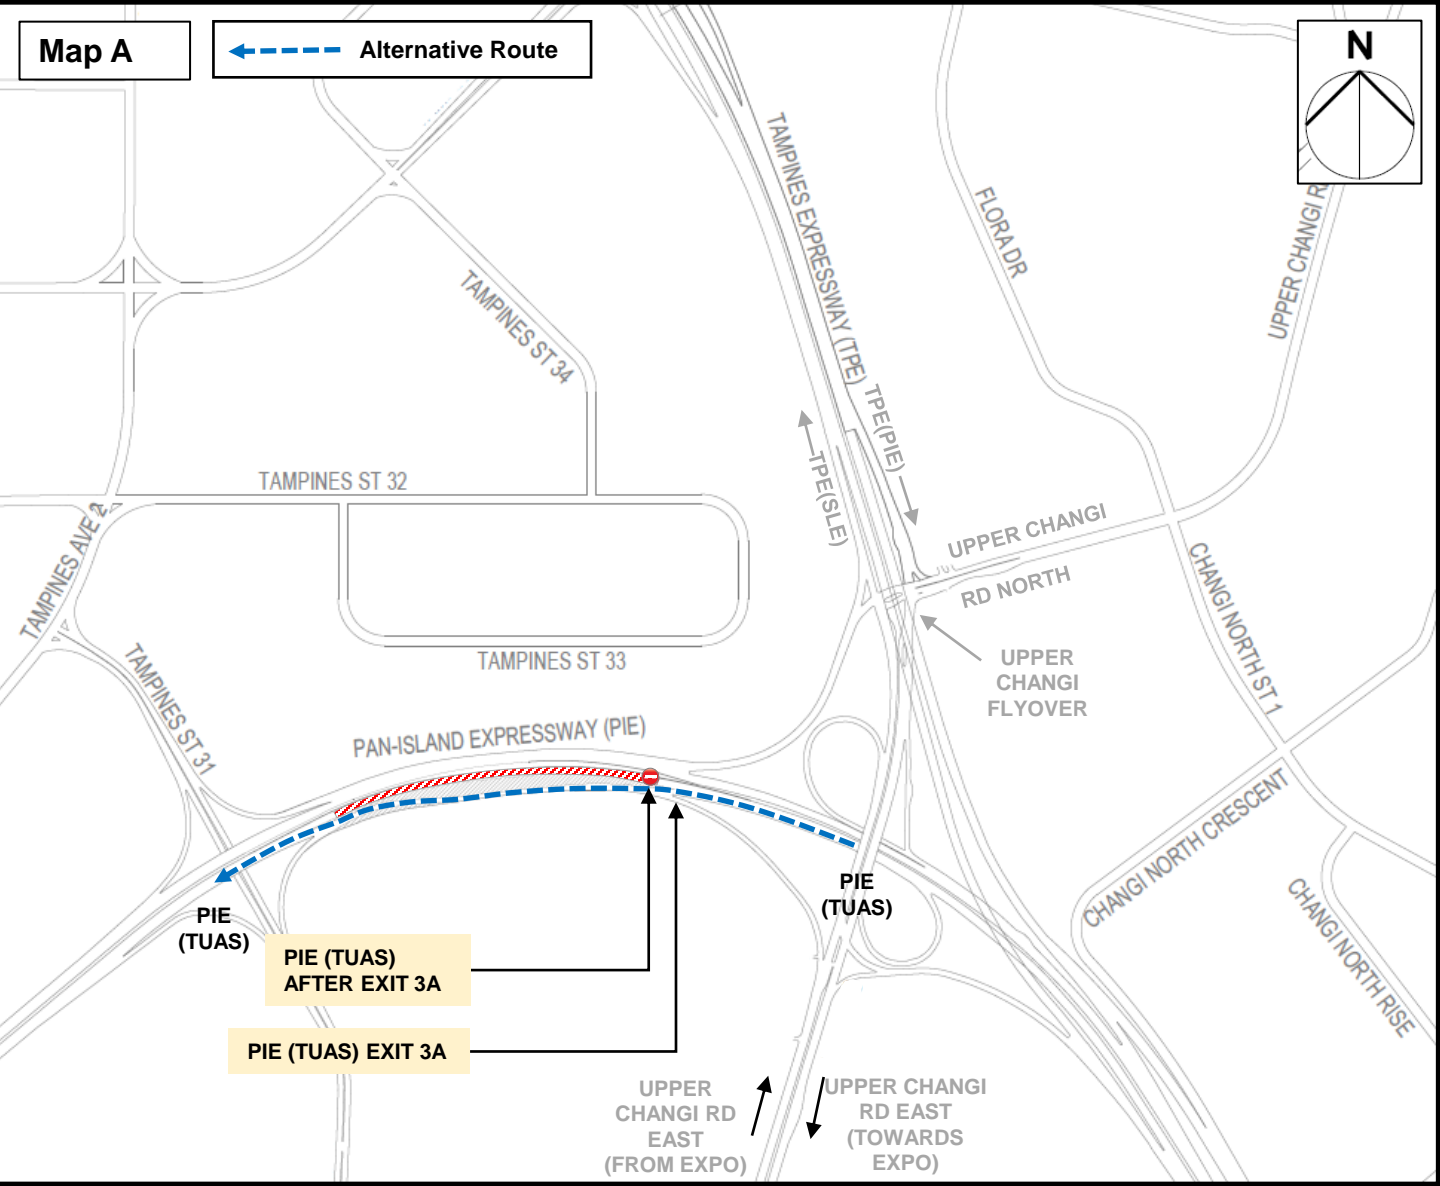 Map A
Alternative Route
N
TAMPINES EXPRESSWAY (TPE)
FLORA DR
UPPER CHANGI R
TAMPINES ST 34
TPE(PIE)
TPE(SLE)
TAMPINES ST 32
TAMPINES AVE 2
UPPER CHANGI
RD NORTH
CHANGI NORTH ST 1
TAMPINES ST 33
UPPER
CHANGI
FLYOVER
TAMPINES ST 31
PAN-ISLAND EXPRESSWAY (PIE)
CHANGI NORTH CRESCENT
CHANGI NORTH RISE
PIE
(TUAS)
PIE
(TUAS)
PIE (TUAS)
AFTER EXIT 3A
PIE (TUAS) EXIT 3A
UPPER
CHANGI RD
EAST
(FROM EXPO)
UPPER CHANGI
RD EAST
(TOWARDS
EXPO)